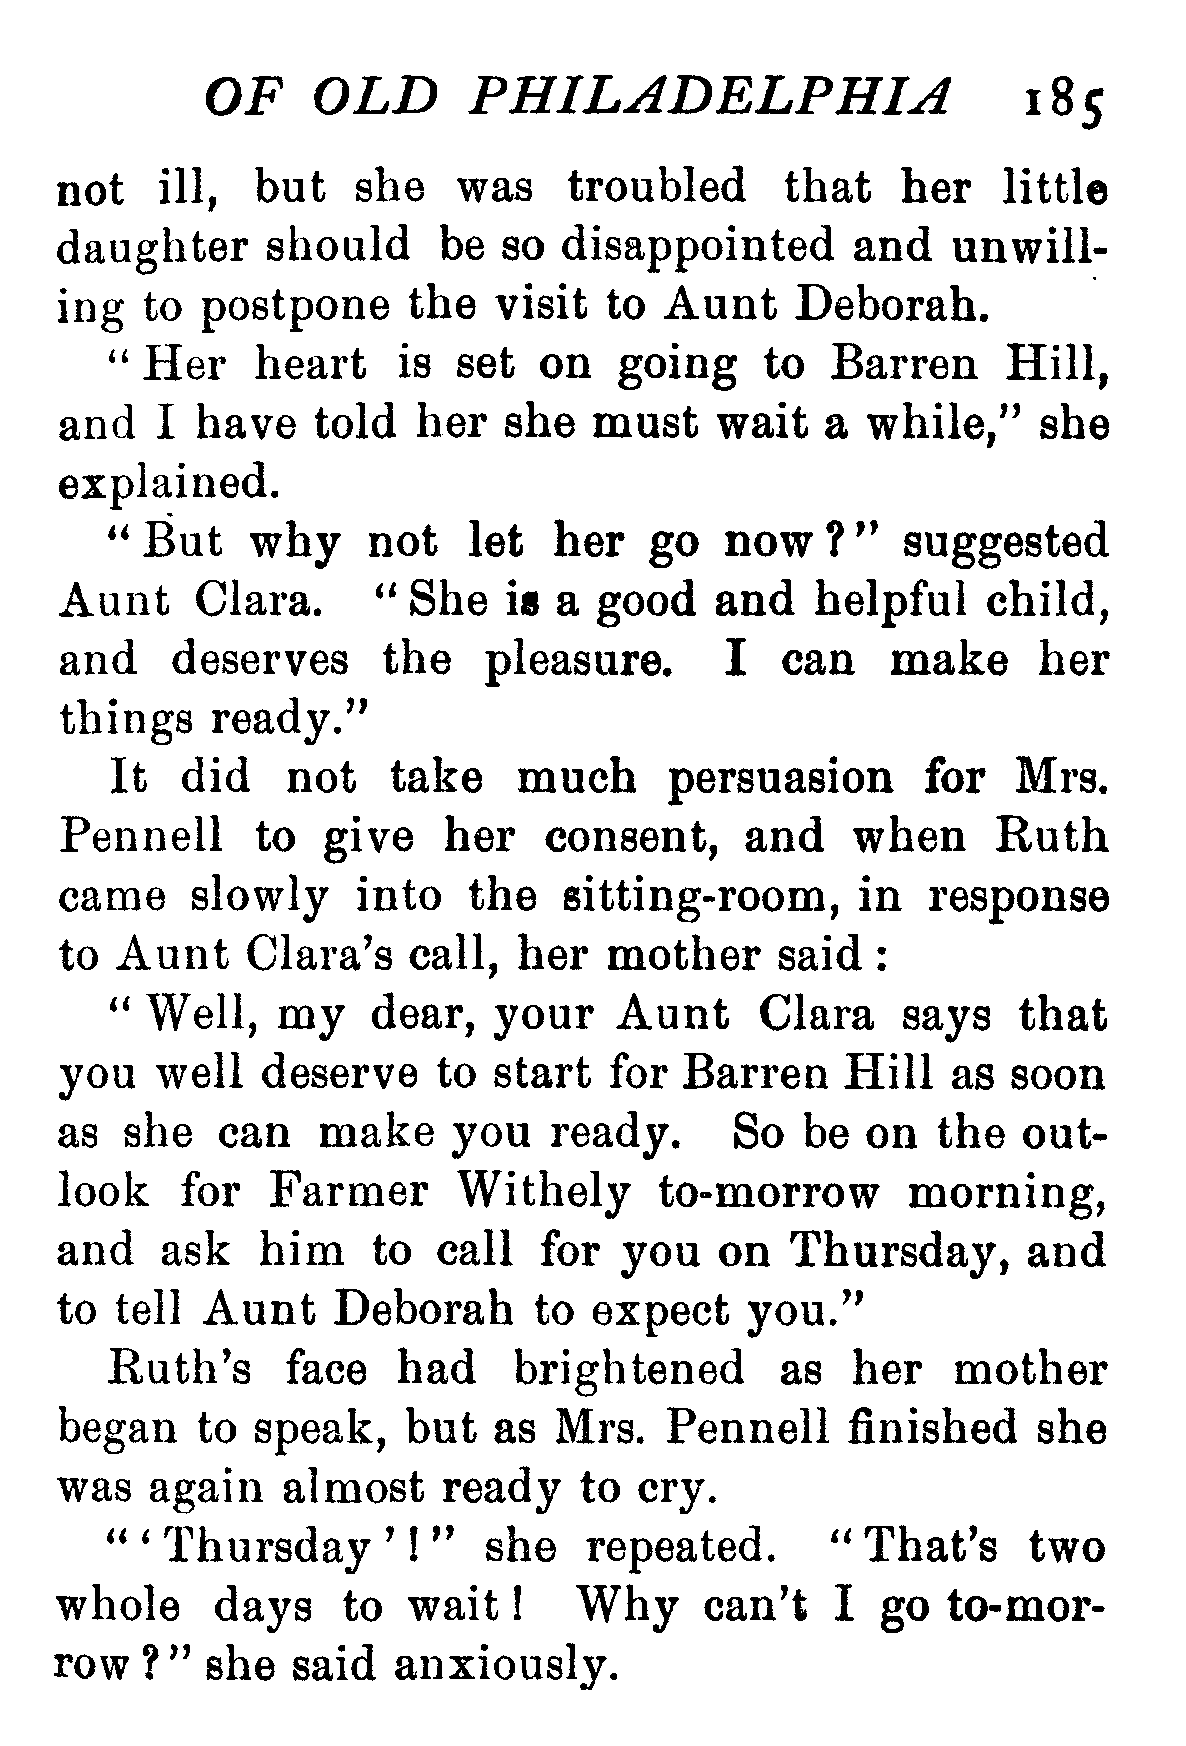 OF OLD PHILADELPHIA 185
not ill, but she was troubled that her little
daughter should be so disappointed and unwill-
ing to postpone the visit to Aunt Deborah.
" Her heart is set on going to Barren Hill,
and I have told her she must wait a while," she
explained.
" But why not let her go now ? " suggested
Aunt Clara. " She is a good and helpful child,
and deserves the pleasure. I can make her
things ready."
It did not take much persuasion for Mrs.
Pennell to give her consent, and when Ruth
came slowly into the sitting-room, in response
to Aunt Clara's call, her mother said :
" Well, my dear, your Aunt Clara says that
you well deserve to start for Barren Hill as soon
as she can make you ready. So be on the out-
look for Farmer Withely to-morrow morning,
and ask him to call for you on Thursday, and
to tell Aunt Deborah to expect you."
Ruth's face had brightened as her mother
began to speak, but as Mrs. Pennell finished she
was again almost ready to cry.
" ' Thursday ' ! " she repeated. " That's two
whole days to wait ! Why can't I go to-mor-
row ? " she said anxiously.